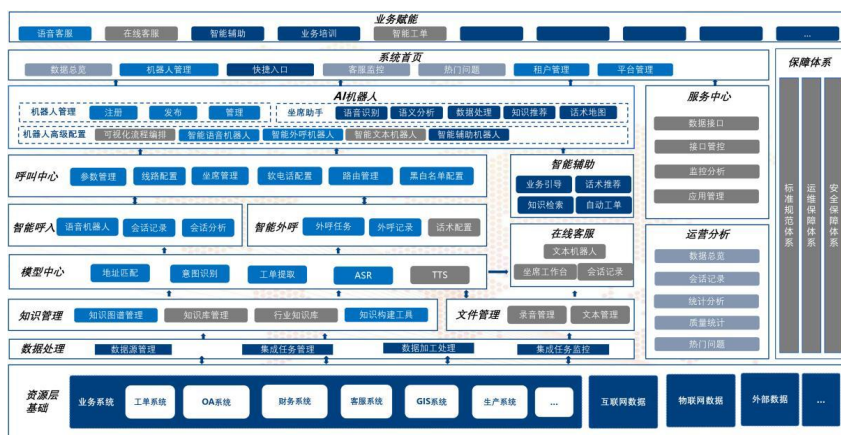 业务赋能
语音客服 在线客服 智能辅助 业务培训 智能工单 ...
系统首页
数据总览 机器人管理 快捷入口 客服监控 热门问题 租户管理 平台管理
保障体系
标准规范体系
运维保障体系
安全保障体系
AI机器人
机器人管理 注册 发布 管理 坐席助手 语音识别 语义分析 数据处理 知识推荐 话术地图
机器人高级配置 可视化流程编排 智能语音机器人 智能外呼机器人 智能文本机器人 智能辅助机器人
服务中心
数据接口
接口管控
监控分析
应用管理
呼叫中心 参数管理 线路配置 坐席管理 软电话配置 路由管理 黑白名单配置
智能辅助
业务引导 话术推荐
知识检索 自动工单
智能呼入 语音机器人 会话记录 会话分析
智能外呼 外呼任务 外呼记录 话术配置
在线客服
文本机器人
坐席工作台 会话记录
运营分析
数据总览
会话记录
统计分析
质量统计
热门问题
模型中心 地址匹配 意图识别 工单提取 ASR TTS
知识管理 知识图谱管理 知识库管理 行业知识库 知识构建工具
文件管理 录音管理 文本管理
数据处理 数据源管理 集成任务管理 数据加工处理 集成任务监控
资源层
基础
业务系统 工单系统 OA系统 财务系统 客服系统 GIS系统 生产系统 ...
互联网数据 物联网数据 外部数据 ...